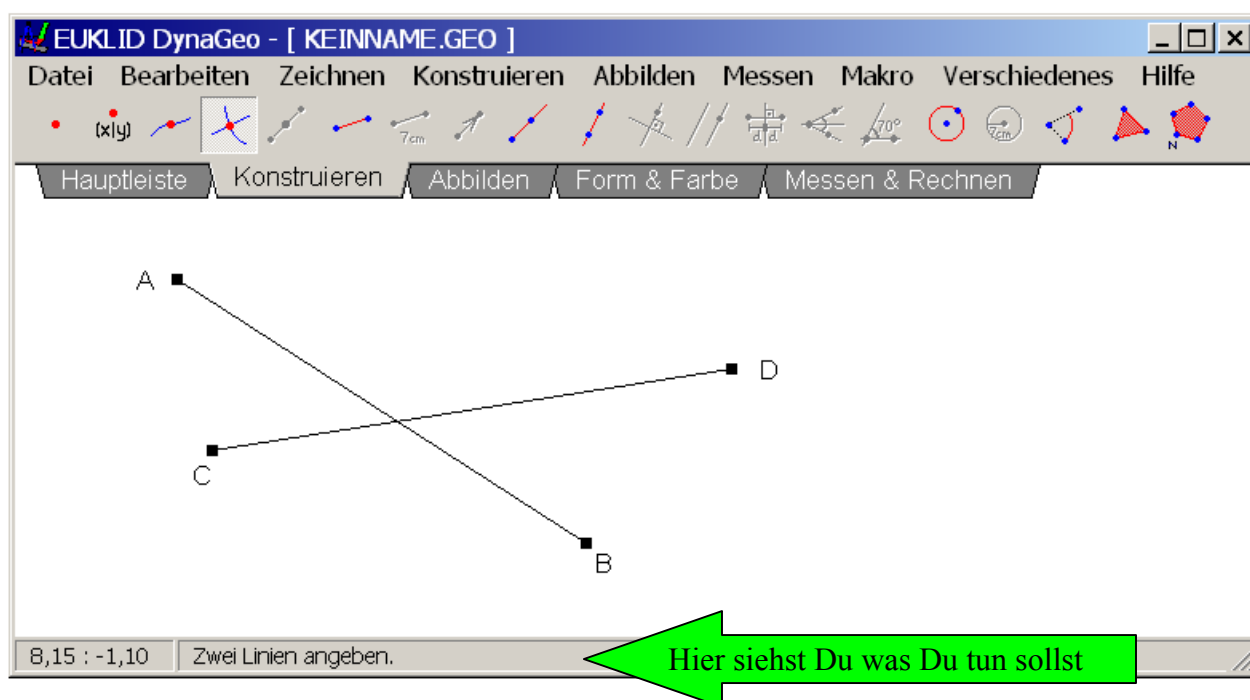 EUKLID DynaGeo - [ KEINNAME.GEO ]
Datei Bearbeiten Zeichnen Konstruieren Abbilden Messen Makro Verschiedenes Hilfe
(x|y) 7cm d d 70° 7cm N
Hauptleiste Konstruieren Abbilden Form & Farbe Messen & Rechnen
A
D
C
B
8,15 : -1,10 Zwei Linien angeben. Hier siehst Du was Du tun sollst